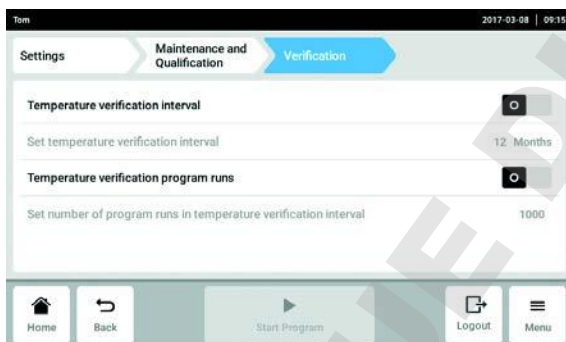 Tom
2017-03-08 | 09:15
Settings
Maintenance and
Qualification
Verification
Temperature verification interval
Set temperature verification interval
12 Months
Temperature verification program runs
Set number of program runs in temperature verification interval
1000
Home
Back
Start Program
Logout
Menu